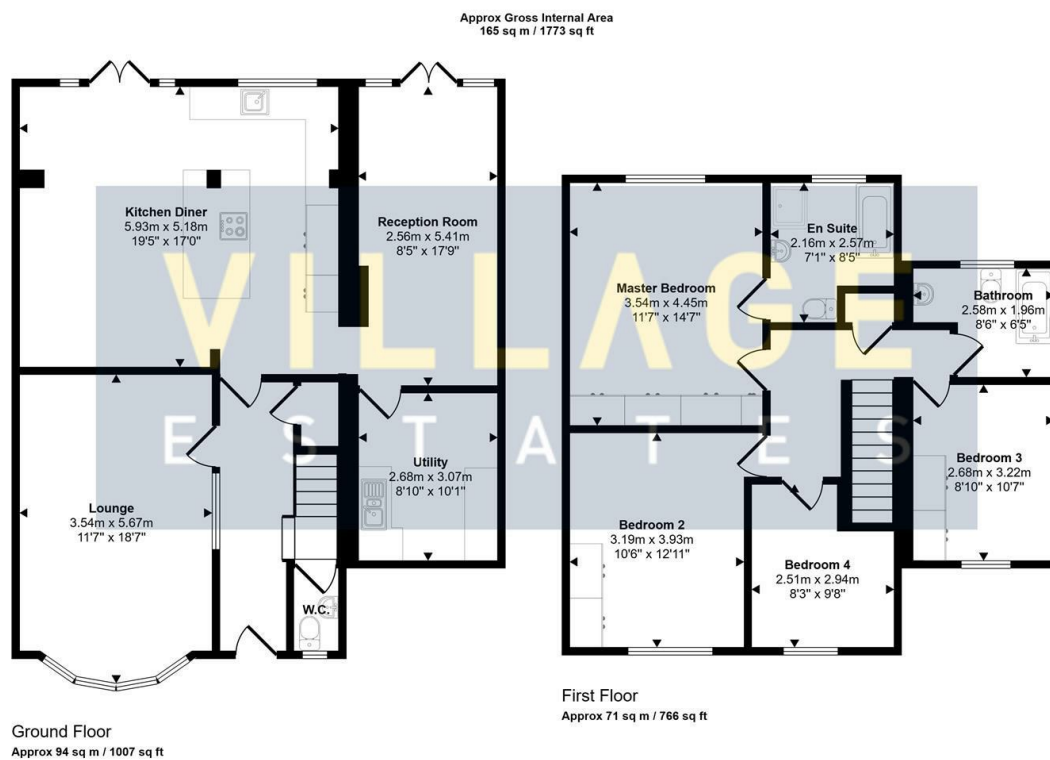 Approx Gross Internal Area
165 sq m / 1773 sq ft
Kitchen Diner
5.93m x 5.18m
19'5" x 17'0"
Reception Room
2.56m x 5.41m
8'5" x 17'9"
Master Bedroom
3.54m x 4.45m
11'7" x 14'7"
En Suite
2.16m x 2.57m
7'1" x 8'5"
Bathroom
2.58m x 1.96m
8'6" x 6'5"
VILLAGE
ESTATES
Lounge
3.54m x 5.67m
11'7" x 18'7"
Utility
2.68m x 3.07m
8'10" x 10'1"
Bedroom 2
3.19m x 3.93m
10'6" x 12'11"
Bedroom 3
2.68m x 3.22m
8'10" x 10'7"
Bedroom 4
2.51m x 2.94m
8'3" x 9'8"
W.C.
Ground Floor
Approx 94 sq m / 1007 sq ft
First Floor
Approx 71 sq m / 766 sq ft